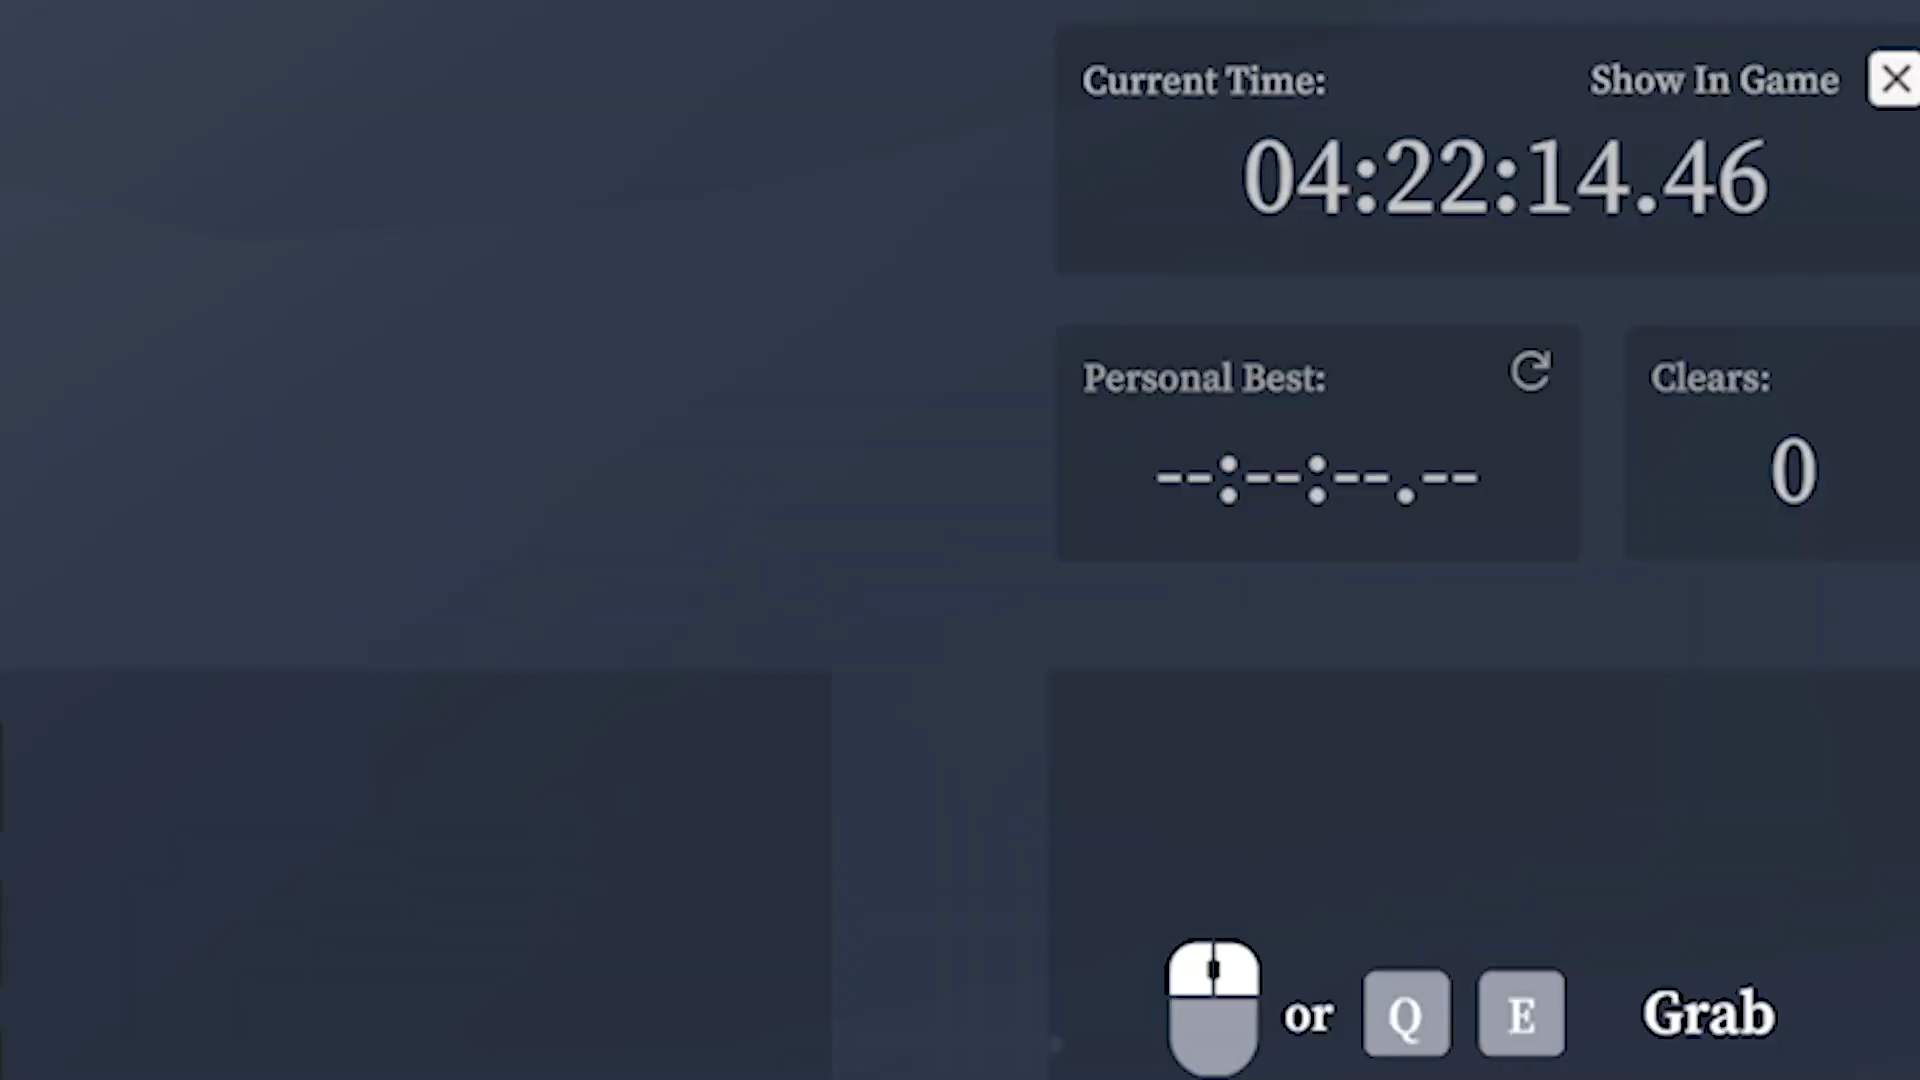 Current Time: Show In Game
04:22:14.46
Personal Best: Clears:
--:--:--.-- 0
or Q E Grab